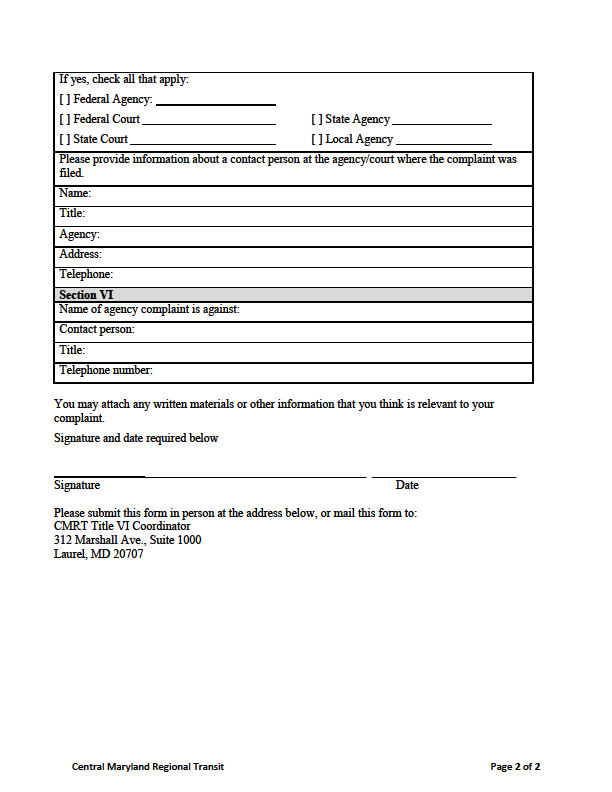 If yes, check all that apply:
[ ] Federal Agency: ____________________
[ ] Federal Court ______________________ [ ] State Agency ________________
[ ] State Court ________________________ [ ] Local Agency ________________
Please provide information about a contact person at the agency/court where the complaint was
filed.
Name:
Title:
Agency:
Address:
Telephone:
Section VI
Name of agency complaint is against:
Contact person:
Title:
Telephone number:
You may attach any written materials or other information that you think is relevant to your
complaint.
Signature and date required below
Signature Date
Please submit this form in person at the address below, or mail this form to:
CMRT Title VI Coordinator
312 Marshall Ave., Suite 1000
Laurel, MD 20707
Central Maryland Regional Transit Page 2 of 2